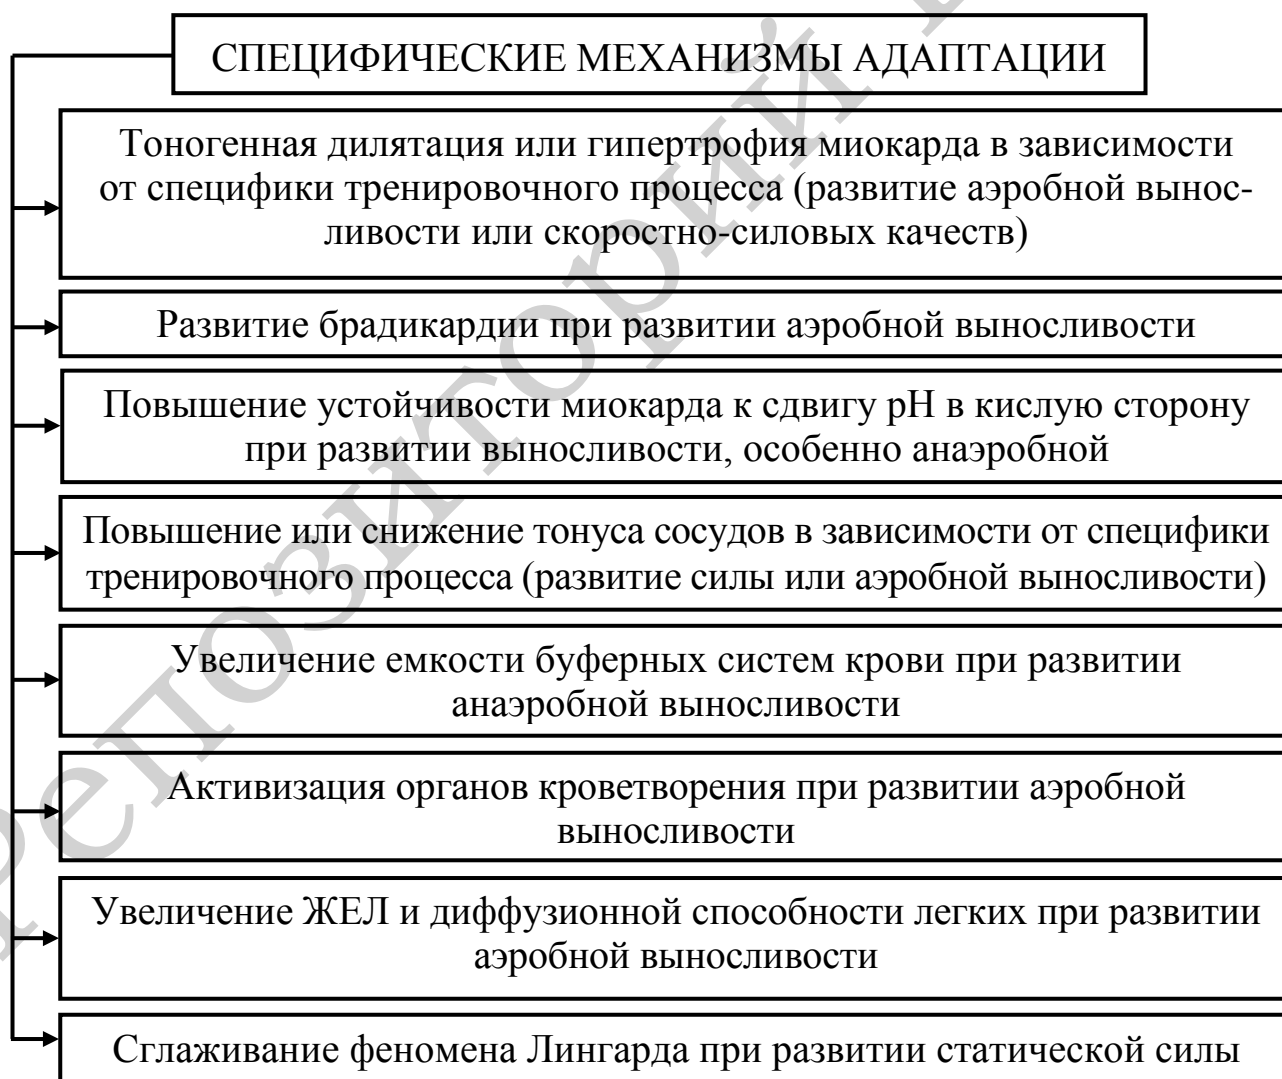 СПЕЦИФИЧЕСКИЕ МЕХАНИЗМЫ АДАПТАЦИИ
Тоногенная дилятация или гипертрофия миокарда в зависимости
от специфики тренировочного процесса (развитие аэробной вынос-
ливости или скоростно-силовых качеств)
Развитие брадикардии при развитии аэробной выносливости
Повышение устойчивости миокарда к сдвигу рН в кислую сторону
при развитии выносливости, особенно анаэробной
Повышение или снижение тонуса сосудов в зависимости от специфики
тренировочного процесса (развитие силы или аэробной выносливости)
Увеличение емкости буферных систем крови при развитии
анаэробной выносливости
Активизация органов кроветворения при развитии аэробной
выносливости
Увеличение ЖЕЛ и диффузионной способности легких при развитии
аэробной выносливости
Сглаживание феномена Лингарда при развитии статической силы
Репозиторий